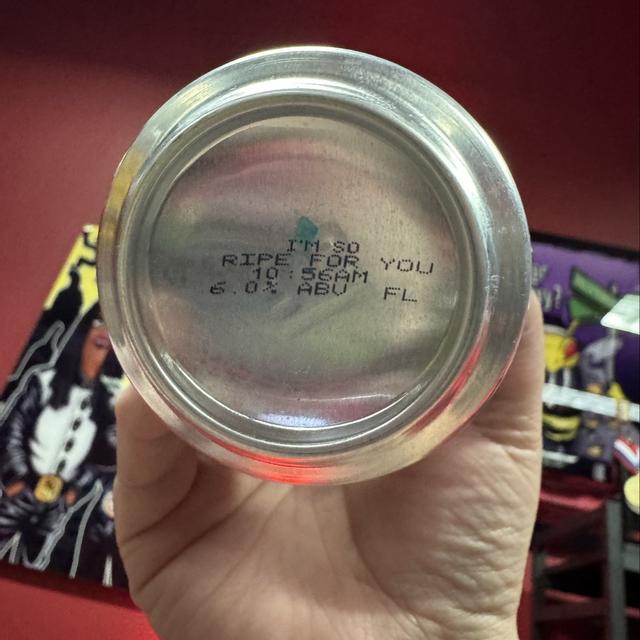 I'M SO
RIPE FOR YOU
10:56AM
6.0% ABV FL